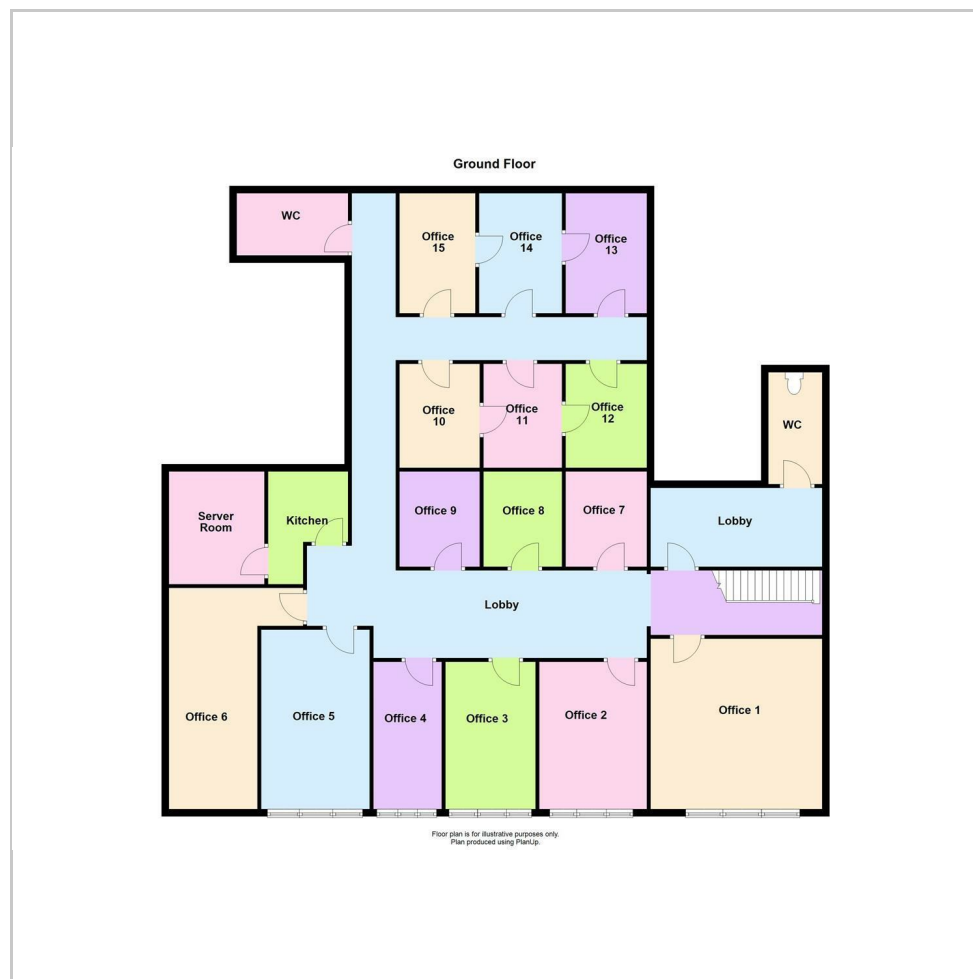 Ground Floor
WC
Office
15
Office
14
Office
13
Office
10
Office
11
Office
12
WC
Server
Room
Kitchen
Office 9
Office 8
Office 7
Lobby
Lobby
Office 6
Office 5
Office 4
Office 3
Office 2
Office 1
Floor plan is for illustrative purposes only.
Plan produced using PlanUp.